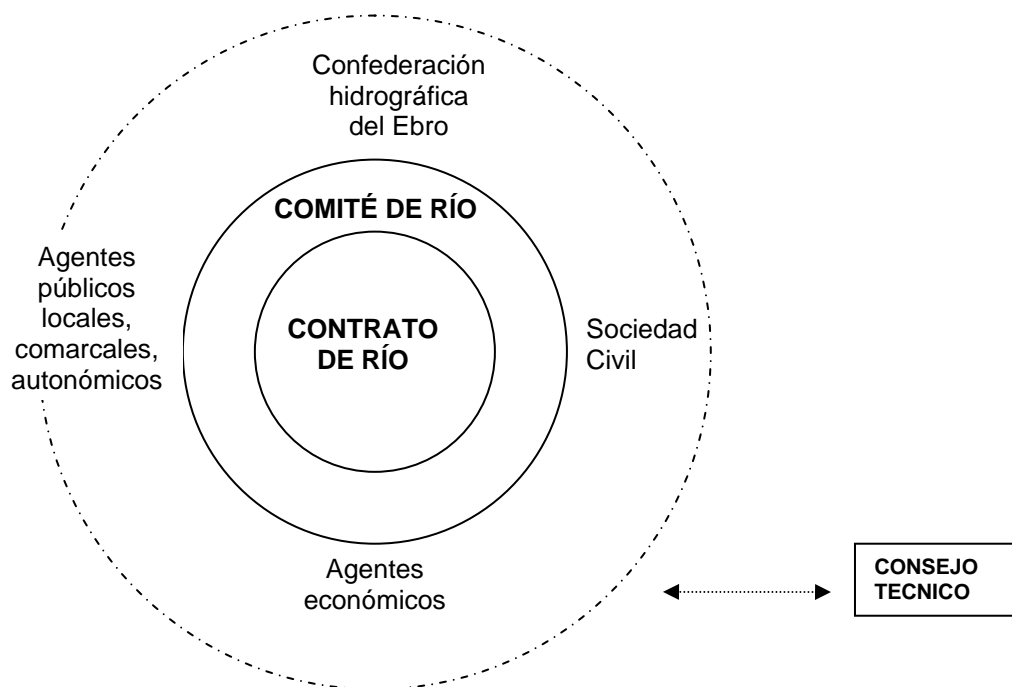 Confederación
hidrográfica
del Ebro
COMITÉ DE RÍO
Agentes
públicos
locales,
comarcales,
autonómicos
CONTRATO
DE RÍO
Sociedad
Civil
Agentes
económicos
CONSEJO
TECNICO